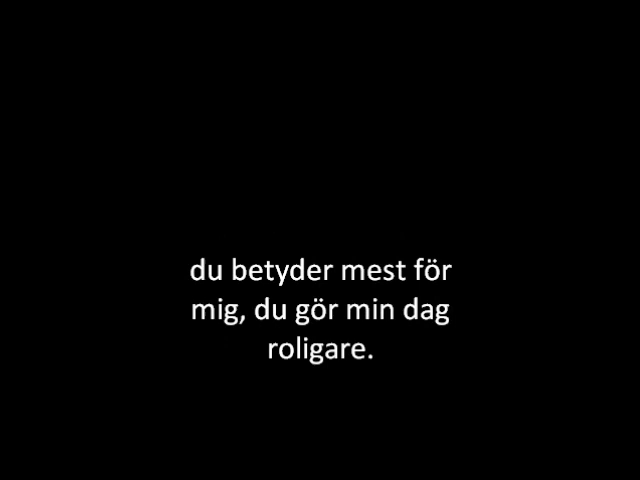 du betyder mest för
mig, du gör min dag
roligare.